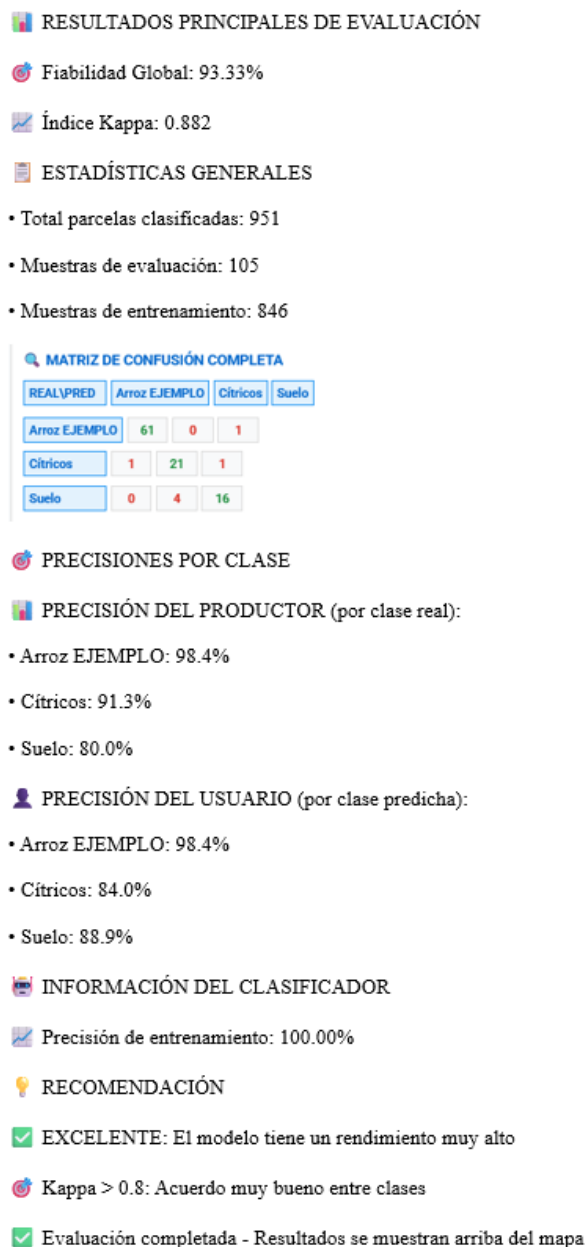 📊 RESULTADOS PRINCIPALES DE EVALUACIÓN
🎯 Fiabilidad Global: 93.33%
📈 Índice Kappa: 0.882
📋 ESTADÍSTICAS GENERALES
• Total parcelas clasificadas: 951
• Muestras de evaluación: 105
• Muestras de entrenamiento: 846
🔍 MATRIZ DE CONFUSIÓN COMPLETA
REAL\PRED Arroz EJEMPLO Cítricos Suelo
Arroz EJEMPLO 61 0 1
Cítricos 1 21 1
Suelo 0 4 16
🎯 PRECISIONES POR CLASE
📊 PRECISIÓN DEL PRODUCTOR (por clase real):
• Arroz EJEMPLO: 98.4%
• Cítricos: 91.3%
• Suelo: 80.0%
👤 PRECISIÓN DEL USUARIO (por clase predicha):
• Arroz EJEMPLO: 98.4%
• Cítricos: 84.0%
• Suelo: 88.9%
🤖 INFORMACIÓN DEL CLASIFICADOR
📈 Precisión de entrenamiento: 100.00%
💡 RECOMENDACIÓN
✅ EXCELENTE: El modelo tiene un rendimiento muy alto
🎯 Kappa > 0.8: Acuerdo muy bueno entre clases
✅ Evaluación completada - Resultados se muestran arriba del mapa